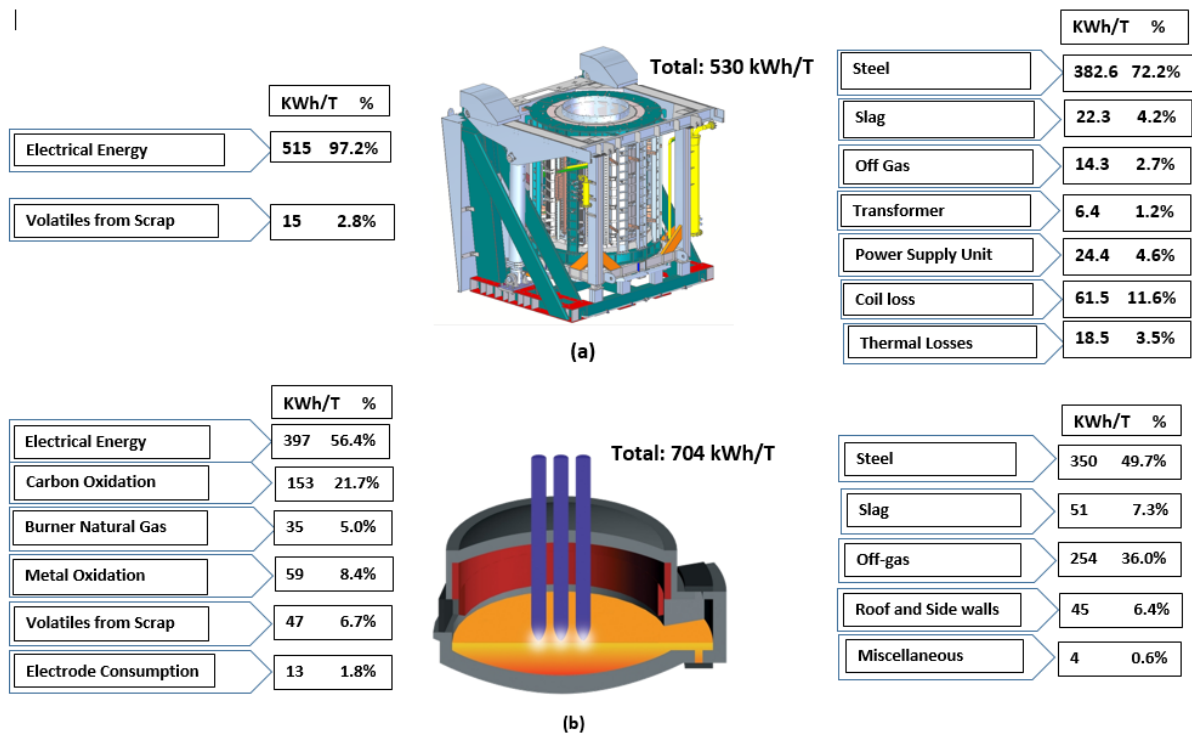 KWh/T %
Total: 530 kWh/T
KWh/T %
Electrical Energy 515 97.2%
Volatiles from Scrap 15 2.8%
Steel 382.6 72.2%
Slag 22.3 4.2%
Off Gas 14.3 2.7%
Transformer 6.4 1.2%
Power Supply Unit 24.4 4.6%
Coil loss 61.5 11.6%
Thermal Losses 18.5 3.5%
(a)
KWh/T %
Total: 704 kWh/T
KWh/T %
Electrical Energy 397 56.4%
Carbon Oxidation 153 21.7%
Burner Natural Gas 35 5.0%
Metal Oxidation 59 8.4%
Volatiles from Scrap 47 6.7%
Electrode Consumption 13 1.8%
Steel 350 49.7%
Slag 51 7.3%
Off-gas 254 36.0%
Roof and Side walls 45 6.4%
Miscellaneous 4 0.6%
(b)